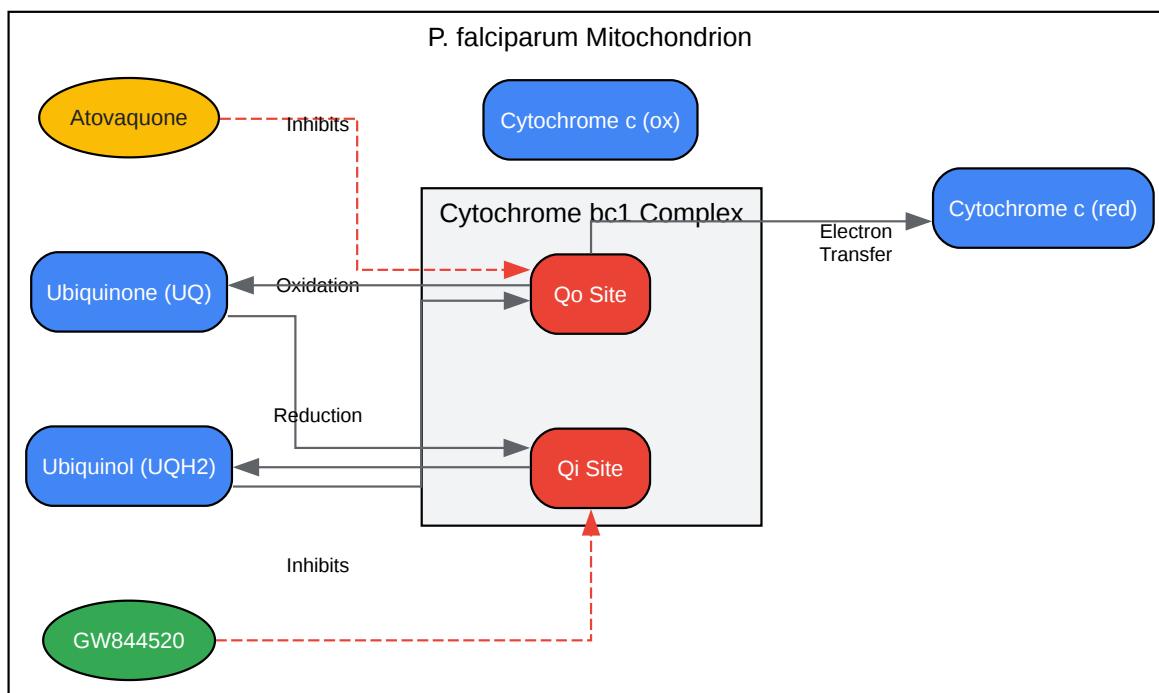 P. falciparum Mitochondrion
Atovaquone
Inhibits
Cytochrome c (ox)
Cytochrome c (red)
Cytochrome bc1 Complex
Electron
Transfer
Ubiquinone (UQ)
Oxidation
Qo Site
Reduction
Ubiquinol (UQH2)
Qi Site
Inhibits
GW844520